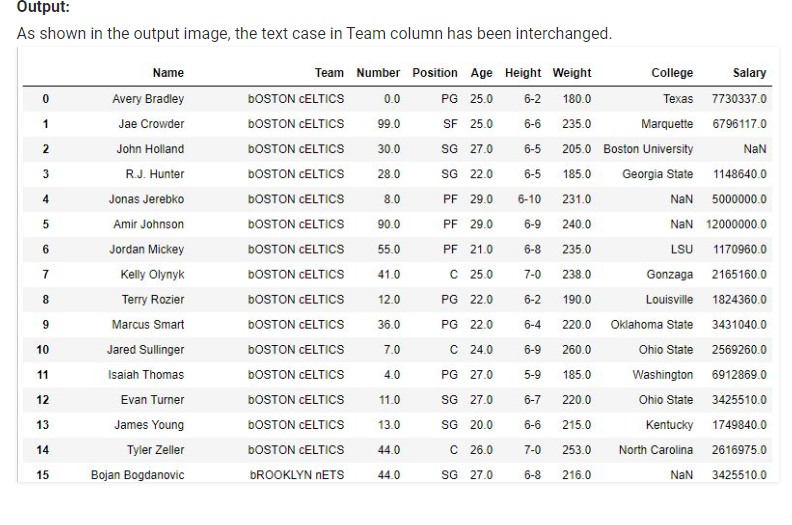 Output:
As shown in the output image, the text case in Team column has been interchanged.
Name Team Number Position Age Height Weight College Salary
0 Avery Bradley bOSTON cELTICS 0.0 PG 25.0 6-2 180.0 Texas 7730337.0
1 Jae Crowder bOSTON cELTICS 99.0 SF 25.0 6-6 235.0 Marquette 6796117.0
2 John Holland bOSTON cELTICS 30.0 SG 27.0 6-5 205.0 Boston University NaN
3 R.J. Hunter bOSTON cELTICS 28.0 SG 22.0 6-5 185.0 Georgia State 1148640.0
4 Jonas Jerebko bOSTON cELTICS 8.0 PF 29.0 6-10 231.0 NaN 5000000.0
5 Amir Johnson bOSTON cELTICS 90.0 PF 29.0 6-9 240.0 NaN 12000000.0
6 Jordan Mickey bOSTON cELTICS 55.0 PF 21.0 6-8 235.0 LSU 1170960.0
7 Kelly Olynyk bOSTON cELTICS 41.0 C 25.0 7-0 238.0 Gonzaga 2165160.0
8 Terry Rozier bOSTON cELTICS 12.0 PG 22.0 6-2 190.0 Louisville 1824360.0
9 Marcus Smart bOSTON cELTICS 36.0 PG 22.0 6-4 220.0 Oklahoma State 3431040.0
10 Jared Sullinger bOSTON cELTICS 7.0 C 24.0 6-9 260.0 Ohio State 2569260.0
11 Isaiah Thomas bOSTON cELTICS 4.0 PG 27.0 5-9 185.0 Washington 6912869.0
12 Evan Turner bOSTON cELTICS 11.0 SG 27.0 6-7 220.0 Ohio State 3425510.0
13 James Young bOSTON cELTICS 13.0 SG 20.0 6-6 215.0 Kentucky 1749840.0
14 Tyler Zeller bOSTON cELTICS 44.0 C 26.0 7-0 253.0 North Carolina 2616975.0
15 Bojan Bogdanovic bROOKLYN nETS 44.0 SG 27.0 6-8 216.0 NaN 3425510.0